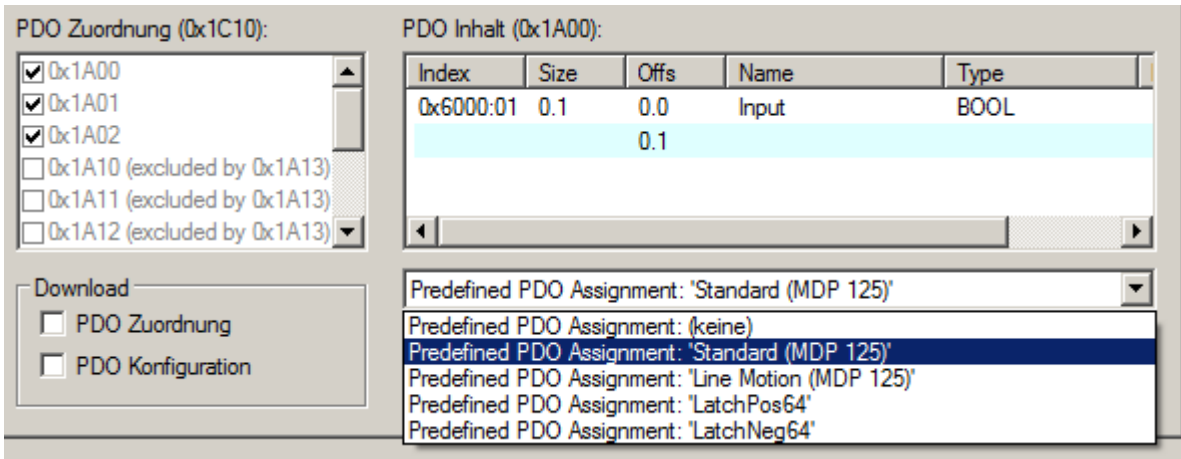 PDO Zuordnung (0x1C10):
0x1A00
0x1A01
0x1A02
0x1A10 (excluded by 0x1A13)
0x1A11 (excluded by 0x1A13)
0x1A12 (excluded by 0x1A13)
PDO Inhalt (0x1A00):
Index Size Offs Name Type
0x6000:01 0.1 0.0 Input BOOL
0.1
Download
PDO Zuordnung
PDO Konfiguration
Predefined PDO Assignment: 'Standard (MDP 125)'
Predefined PDO Assignment: (keine)
Predefined PDO Assignment: 'Standard (MDP 125)'
Predefined PDO Assignment: 'Line Motion (MDP 125)'
Predefined PDO Assignment: 'LatchPos64'
Predefined PDO Assignment: 'LatchNeg64'